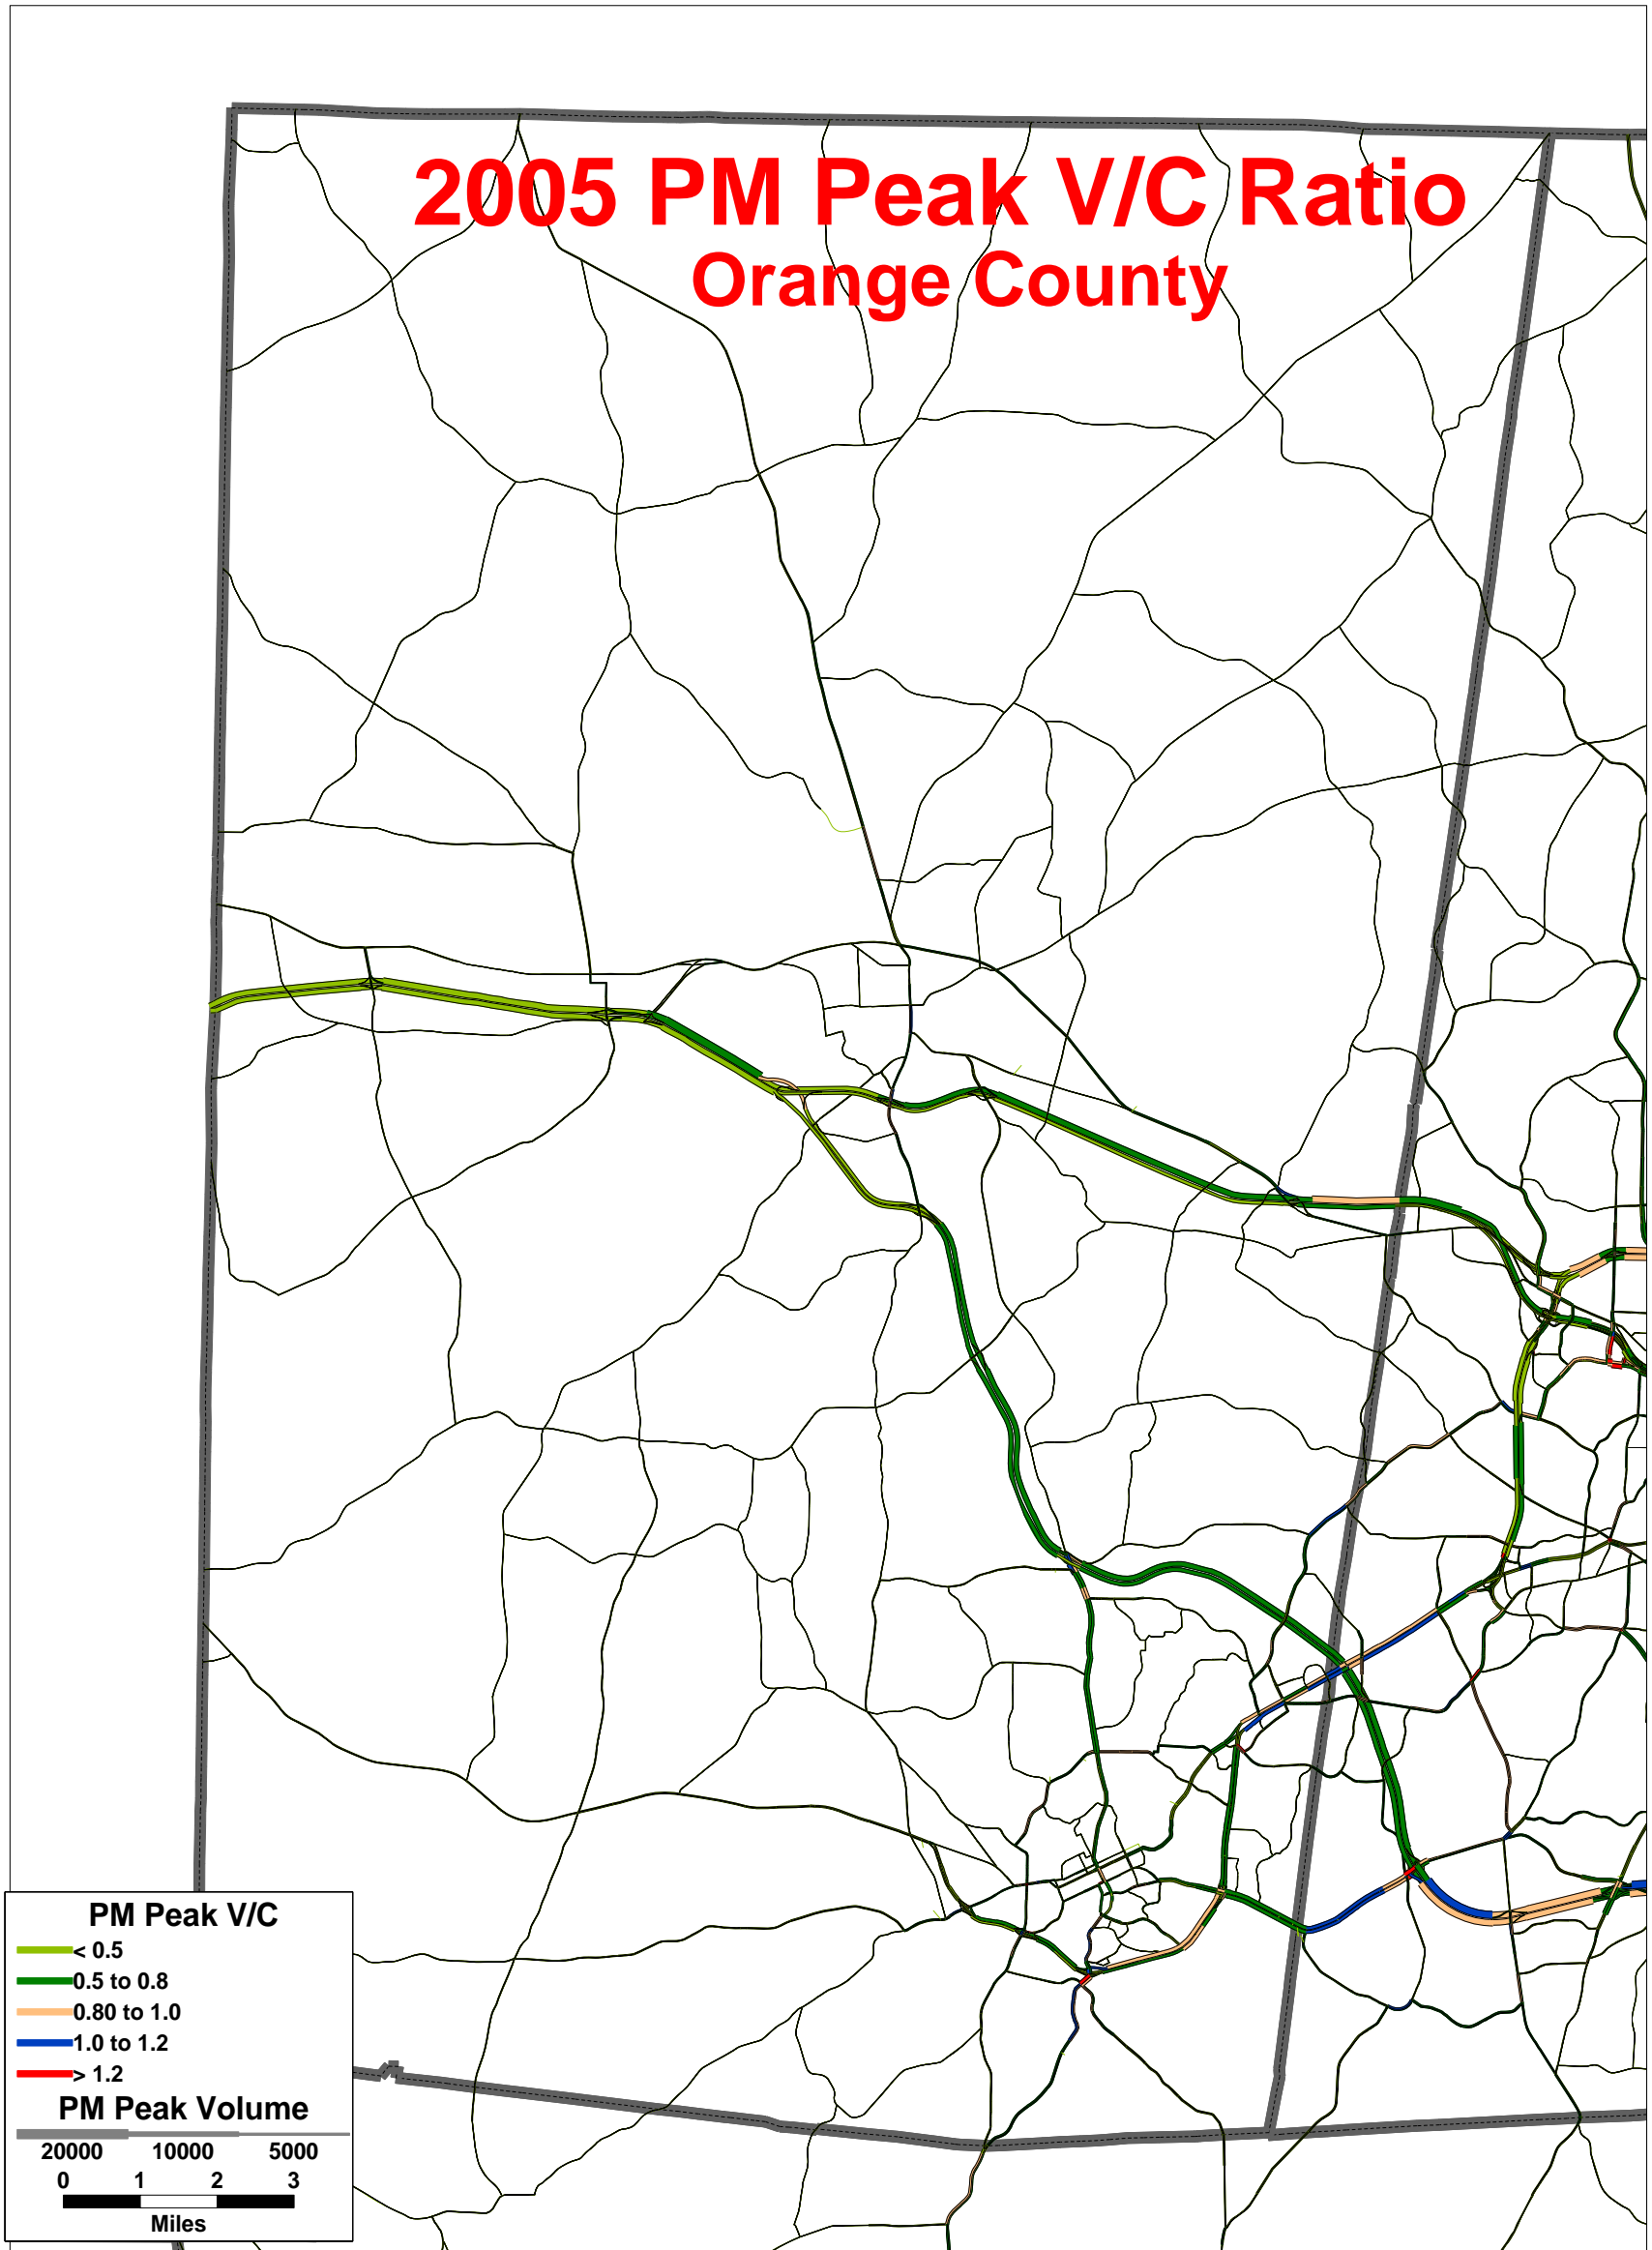 2005 PM Peak V/C Ratio
Orange County
PM Peak V/C
< 0.5
0.5 to 0.8
0.80 to 1.0
1.0 to 1.2
> 1.2
PM Peak Volume
20000 10000 5000
0 1 2 3
Miles